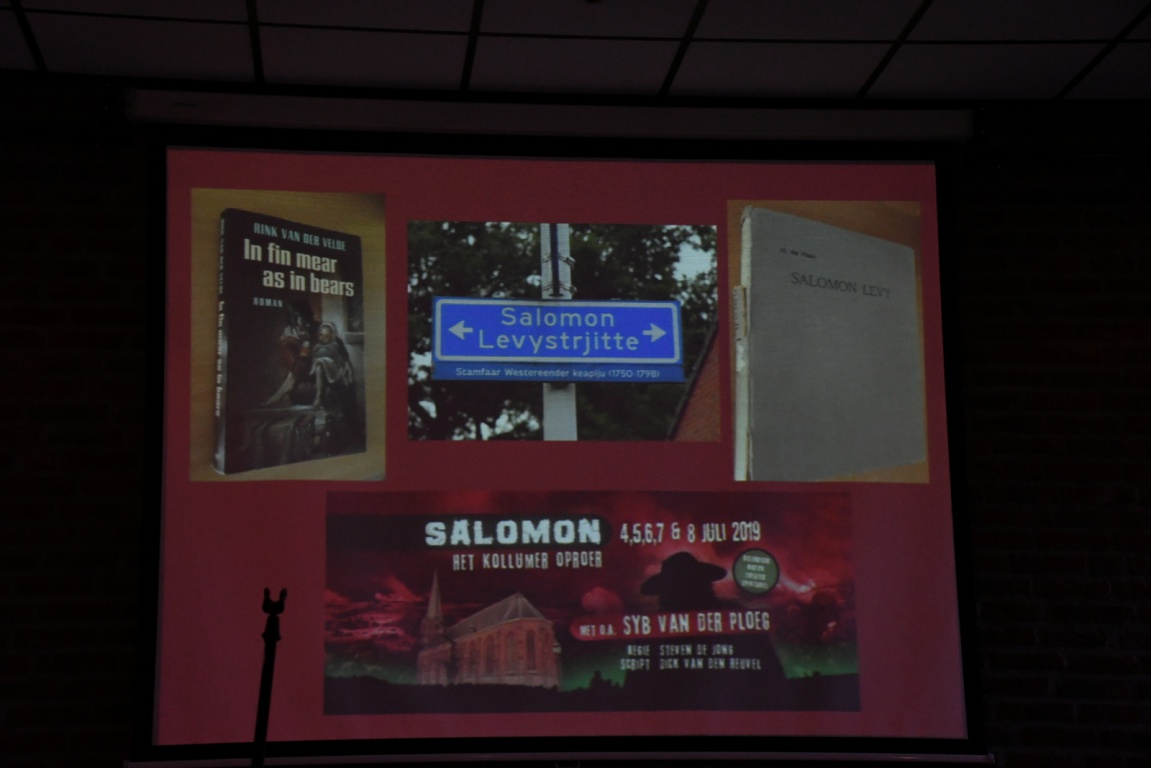 RINK VAN DER VELDE
In fin mear
as in bears
ROMAN
Salomon
Levystrjitte
Stamfaar Westereender keaplju (1750-1798)
SALOMON LEVY
SALOMON 4,5,6,7 & 8 JULI 2019
HET KOLLUMER OPROER
MET O.A. SYB VAN DER PLOEG
REGIE STEVEN DE JONG
SCRIPT DICK VAN DEN HEUVEL